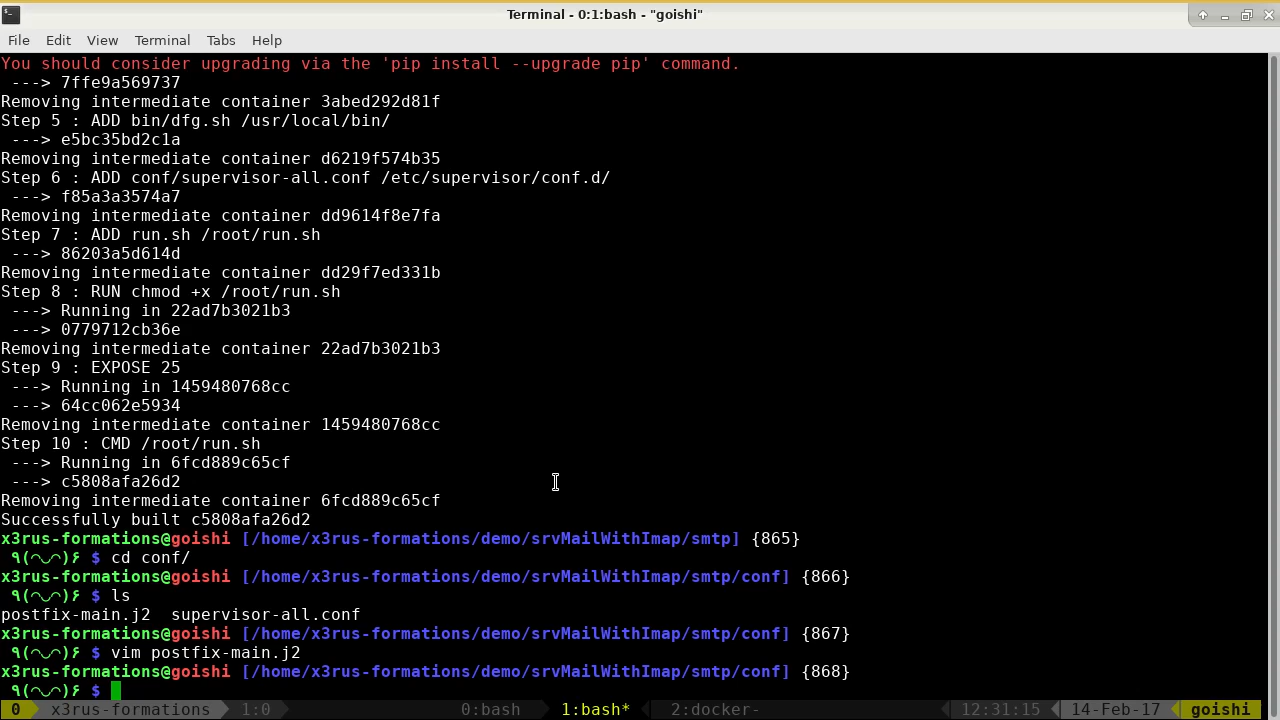 Terminal - 0:1:bash - "goishi"
File Edit View Terminal Tabs Help
You should consider upgrading via the 'pip install --upgrade pip' command.
 ---> 7ffe9a569737
Removing intermediate container 3abed292d81f
Step 5 : ADD bin/dfg.sh /usr/local/bin/
 ---> e5bc35bd2c1a
Removing intermediate container d6219f574b35
Step 6 : ADD conf/supervisor-all.conf /etc/supervisor/conf.d/
 ---> f85a3a3574a7
Removing intermediate container dd9614f8e7fa
Step 7 : ADD run.sh /root/run.sh
 ---> 86203a5d614d
Removing intermediate container dd29f7ed331b
Step 8 : RUN chmod +x /root/run.sh
 ---> Running in 22ad7b3021b3
 ---> 0779712cb36e
Removing intermediate container 22ad7b3021b3
Step 9 : EXPOSE 25
 ---> Running in 1459480768cc
 ---> 64cc062e5934
Removing intermediate container 1459480768cc
Step 10 : CMD /root/run.sh
 ---> Running in 6fcd889c65cf
 ---> c5808afa26d2
Removing intermediate container 6fcd889c65cf
Successfully built c5808afa26d2
x3rus-formations@goishi [/home/x3rus-formations/demo/srvMailWithImap/smtp] {865}
 ٩(◠◡◠)۶ $ cd conf/
x3rus-formations@goishi [/home/x3rus-formations/demo/srvMailWithImap/smtp/conf] {866}
 ٩(◠◡◠)۶ $ ls
postfix-main.j2  supervisor-all.conf
x3rus-formations@goishi [/home/x3rus-formations/demo/srvMailWithImap/smtp/conf] {867}
 ٩(◠◡◠)۶ $ vim postfix-main.j2
x3rus-formations@goishi [/home/x3rus-formations/demo/srvMailWithImap/smtp/conf] {868}
 ٩(◠◡◠)۶ $
0 x3rus-formations 1:0 0:bash 1:bash* 2:docker- 12:31:15 14-Feb-17 goishi